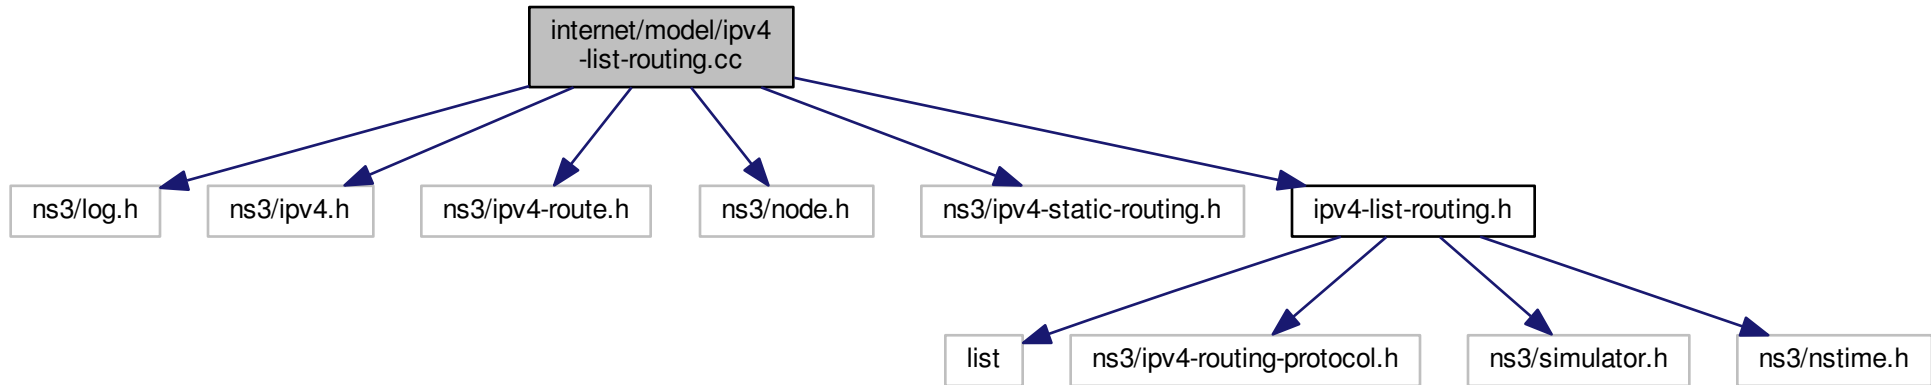 internet/model/ipv4
-list-routing.cc
ns3/log.h
ns3/ipv4.h
ns3/ipv4-route.h
ns3/node.h
ns3/ipv4-static-routing.h
ipv4-list-routing.h
list
ns3/ipv4-routing-protocol.h
ns3/simulator.h
ns3/nstime.h